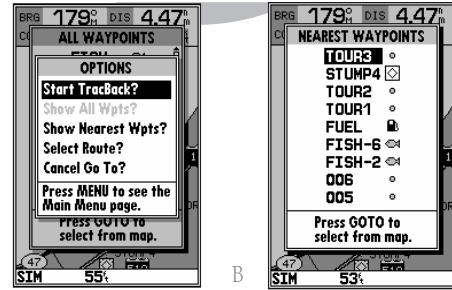 BRG 179°M DIS 4.47
ALL WAYPOINTS
OPTIONS
Start TracBack?
Show All Wpts?
Show Nearest Wpts?
Select Route?
Cancel Go To?
Press MENU to see the
Main Menu page.
Press GOTO to
select from map.
47
SIM 55
B
BRG 179°M DIS 4.47
NEAREST WAYPOINTS
TOUR3
STUMP4
TOUR2
TOUR1
FUEL
FISH-6
FISH-2
006
005
Press GOTO to
select from map.
47
SIM 53